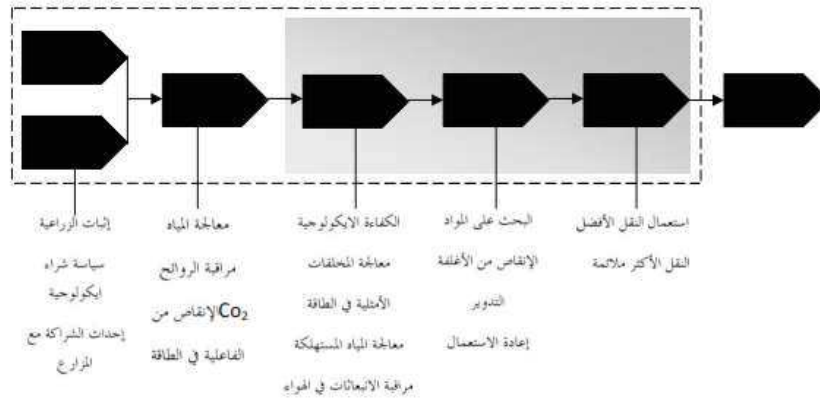 استعمال النقل الأفضل
النقل الأكثر ملائمة
البحث على المواد
الإنقاص من الأغلفة
التدوير
إعادة الاستعمال
الكفاءة الايكولوجية
معالجة المخلفات
الأمثلية في الطاقة
معالجة المياه المستهلكة
مراقبة الانبعاثات في الهواء
معالجة المياه
مراقبة الروائح
الإنقاص من Co₂
الفاعلية في الطاقة
إثبات الزراعية
سياسة شراء
ايكولوجية
إحداث الشراكة مع
المزارع